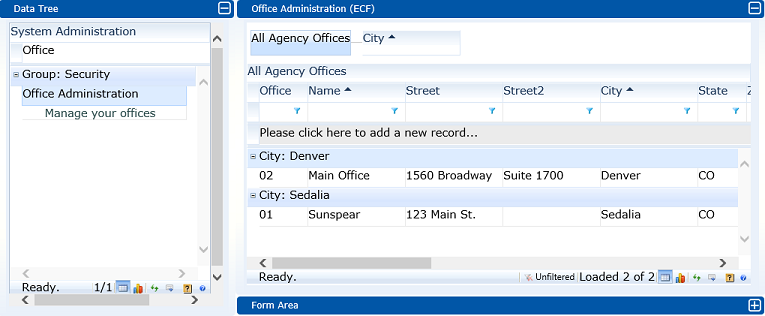 Data Tree
System Administration
Office
Group: Security
Office Administration
Manage your offices
Ready. 1/1
Office Administration (ECF)
All Agency Offices City
All Agency Offices
Office Name Street Street2 City State Z
Please click here to add a new record...
City: Denver
02 Main Office 1560 Broadway Suite 1700 Denver CO
City: Sedalia
01 Sunspear 123 Main St. Sedalia CO
Ready. Unfiltered Loaded 2 of 2
Form Area